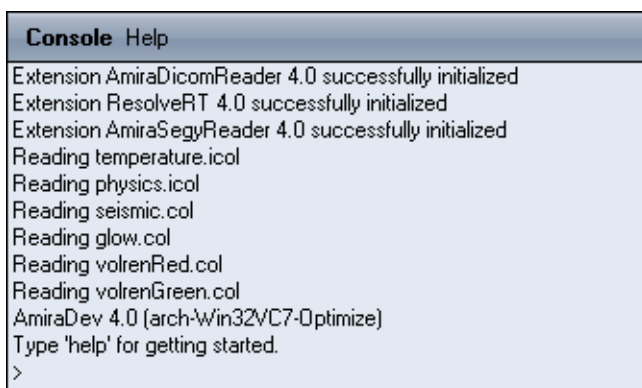 Console Help
Extension AmiraDicomReader 4.0 successfully initialized
Extension ResolveRT 4.0 successfully initialized
Extension AmiraSegyReader 4.0 successfully initialized
Reading temperature.icol
Reading physics.icol
Reading seismic.col
Reading glow.col
Reading volrenRed.col
Reading volrenGreen.col
AmiraDev 4.0 (arch-Win32VC7-Optimize)
Type 'help' for getting started.
>